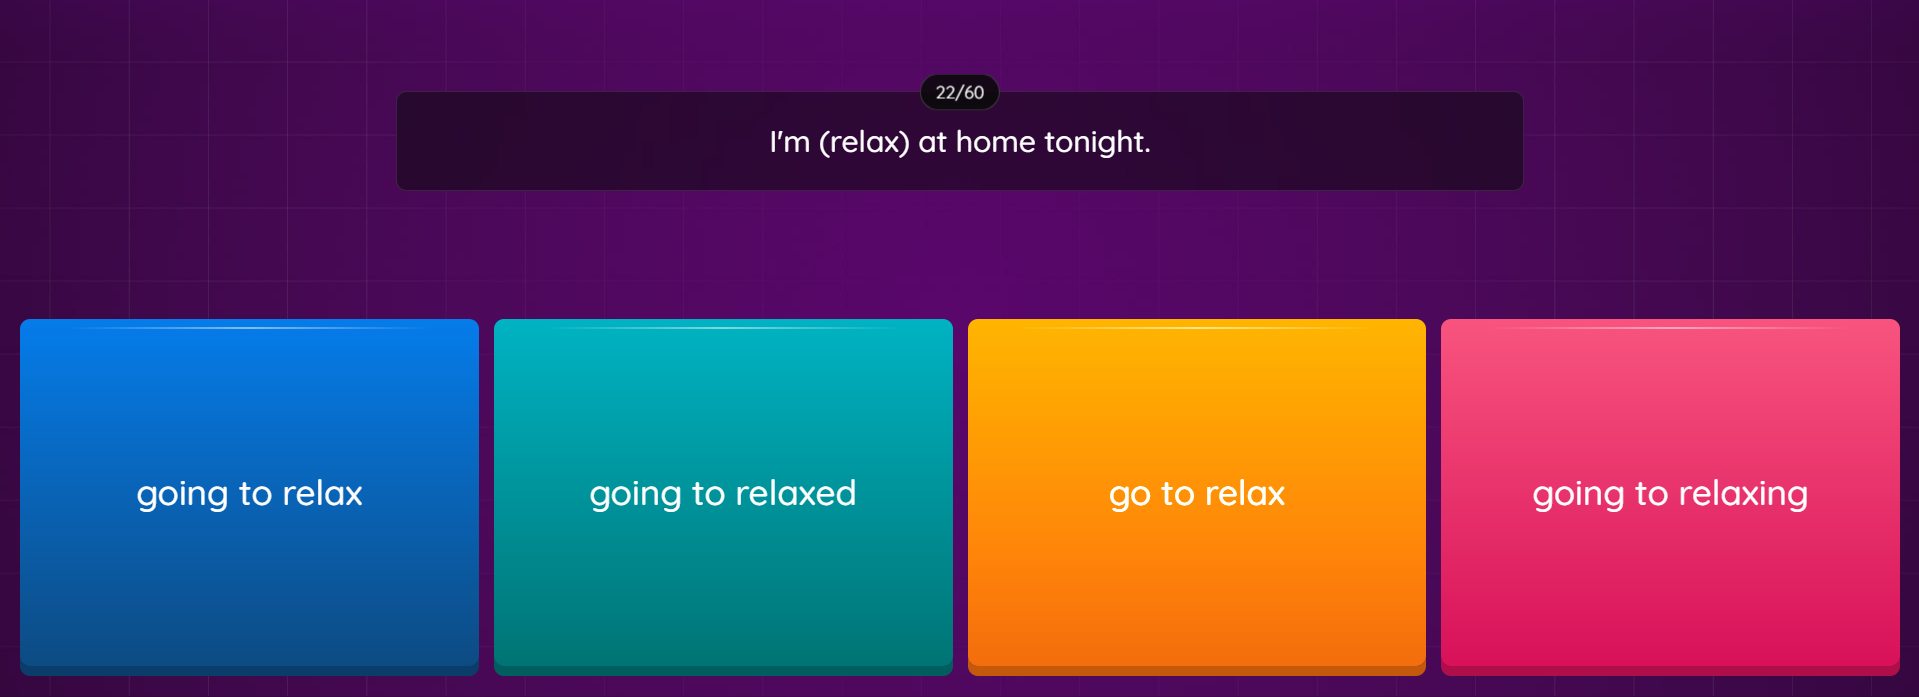 22/60
I'm (relax) at home tonight.
going to relax
going to relaxed
go to relax
going to relaxing